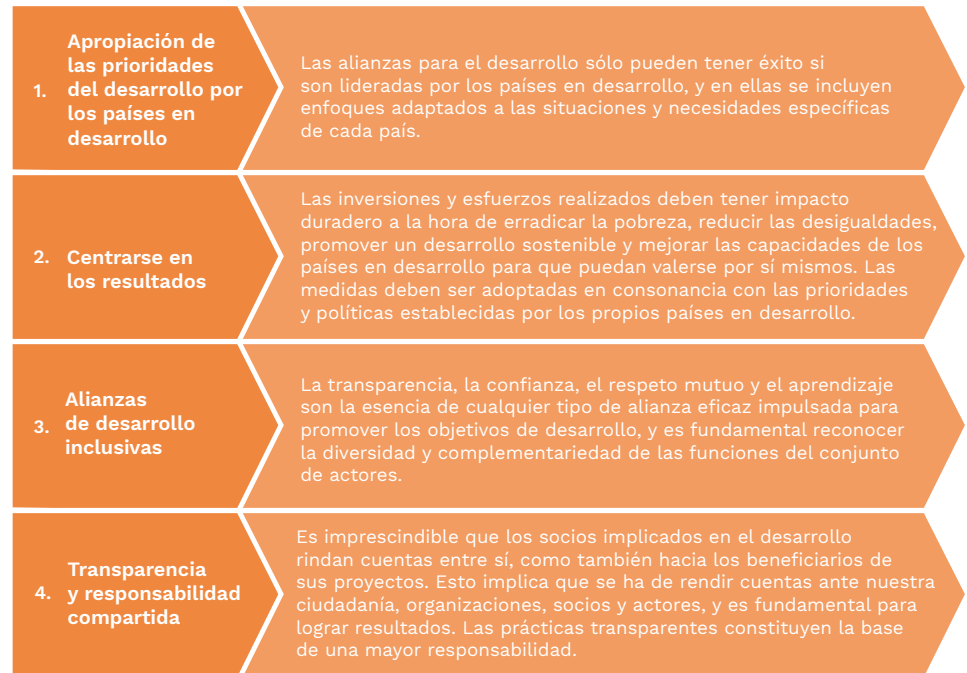 1.
Apropiación de
las prioridades
del desarrollo por
los países en
desarrollo
Las alianzas para el desarrollo sólo pueden tener éxito si
son lideradas por los países en desarrollo, y en ellas se incluyen
enfoques adaptados a las situaciones y necesidades específicas
de cada país.
2.
Centrarse en
los resultados
Las inversiones y esfuerzos realizados deben tener impacto
duradero a la hora de erradicar la pobreza, reducir las desigualdades,
promover un desarrollo sostenible y mejorar las capacidades de los
países en desarrollo para que puedan valerse por sí mismos. Las
medidas deben ser adoptadas en consonancia con las prioridades
y políticas establecidas por los propios países en desarrollo.
3.
Alianzas
de desarrollo
inclusivas
La transparencia, la confianza, el respeto mutuo y el aprendizaje
son la esencia de cualquier tipo de alianza eficaz impulsada para
promover los objetivos de desarrollo, y es fundamental reconocer
la diversidad y complementariedad de las funciones del conjunto
de actores.
4.
Transparencia
y responsabilidad
compartida
Es imprescindible que los socios implicados en el desarrollo
rindan cuentas entre sí, como también hacia los beneficiarios de
sus proyectos. Esto implica que se ha de rendir cuentas ante nuestra
ciudadanía, organizaciones, socios y actores, y es fundamental para
lograr resultados. Las prácticas transparentes constituyen la base
de una mayor responsabilidad.